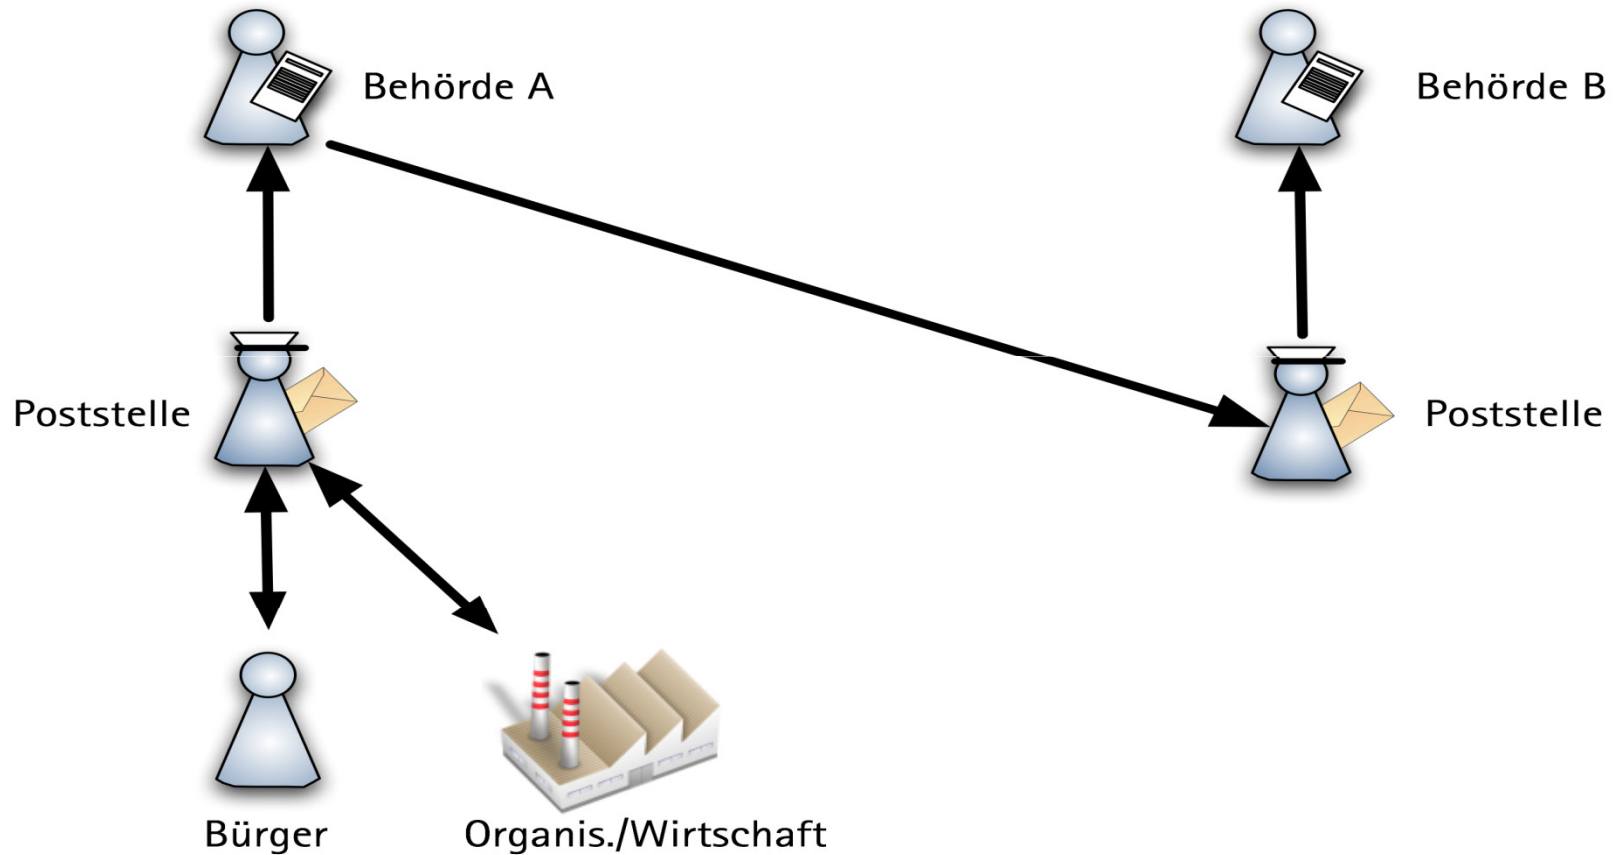 Behörde A
Behörde B
Poststelle
Poststelle
Bürger
Organis./Wirtschaft